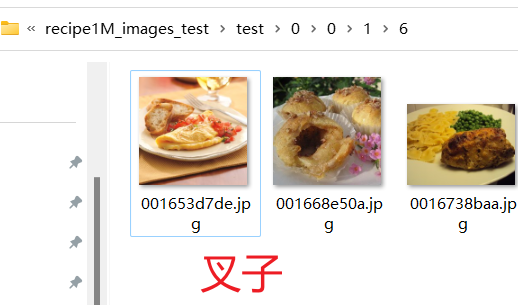 « recipe1M_images_test > test > 0 > 0 > 1 > 6
001653d7de.jp
g
001668e50a.jp
g
0016738baa.jp
g
叉子